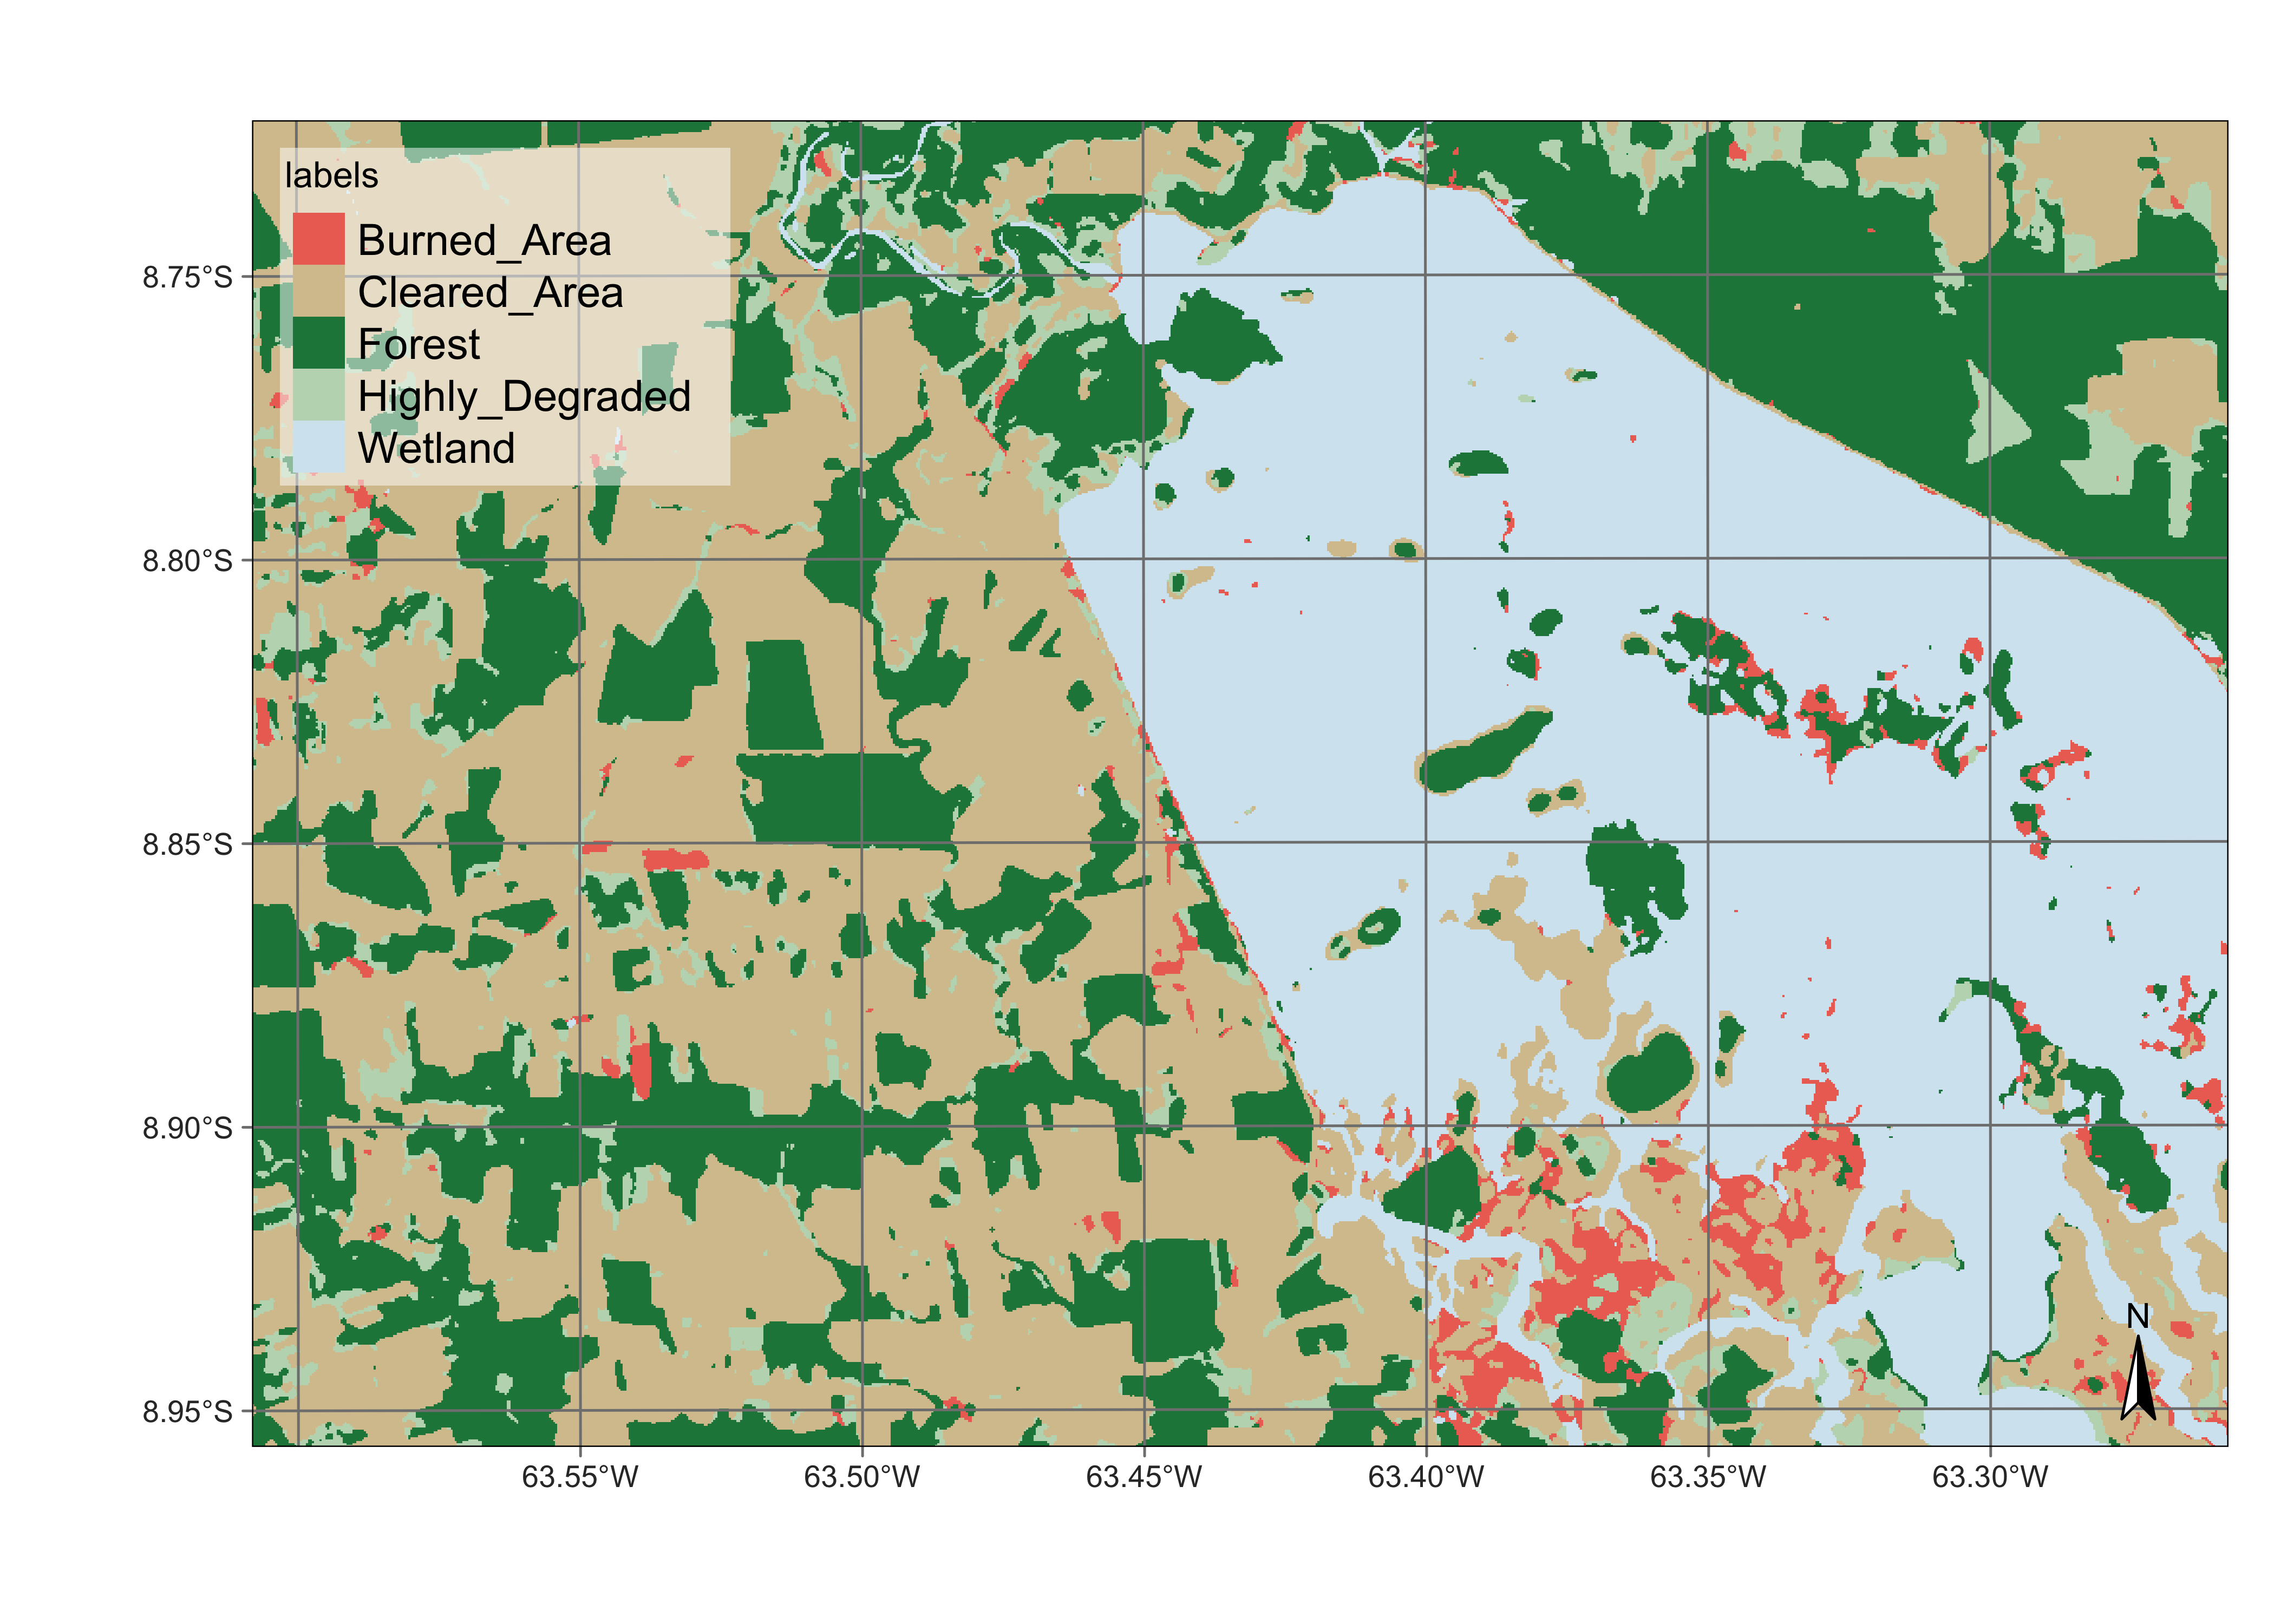 labels
Burned_Area
Cleared_Area
Forest
Highly_Degraded
Wetland
8.75°S
8.80°S
8.85°S
8.90°S
8.95°S
N
63.55°W 63.50°W 63.45°W 63.40°W 63.35°W 63.30°W